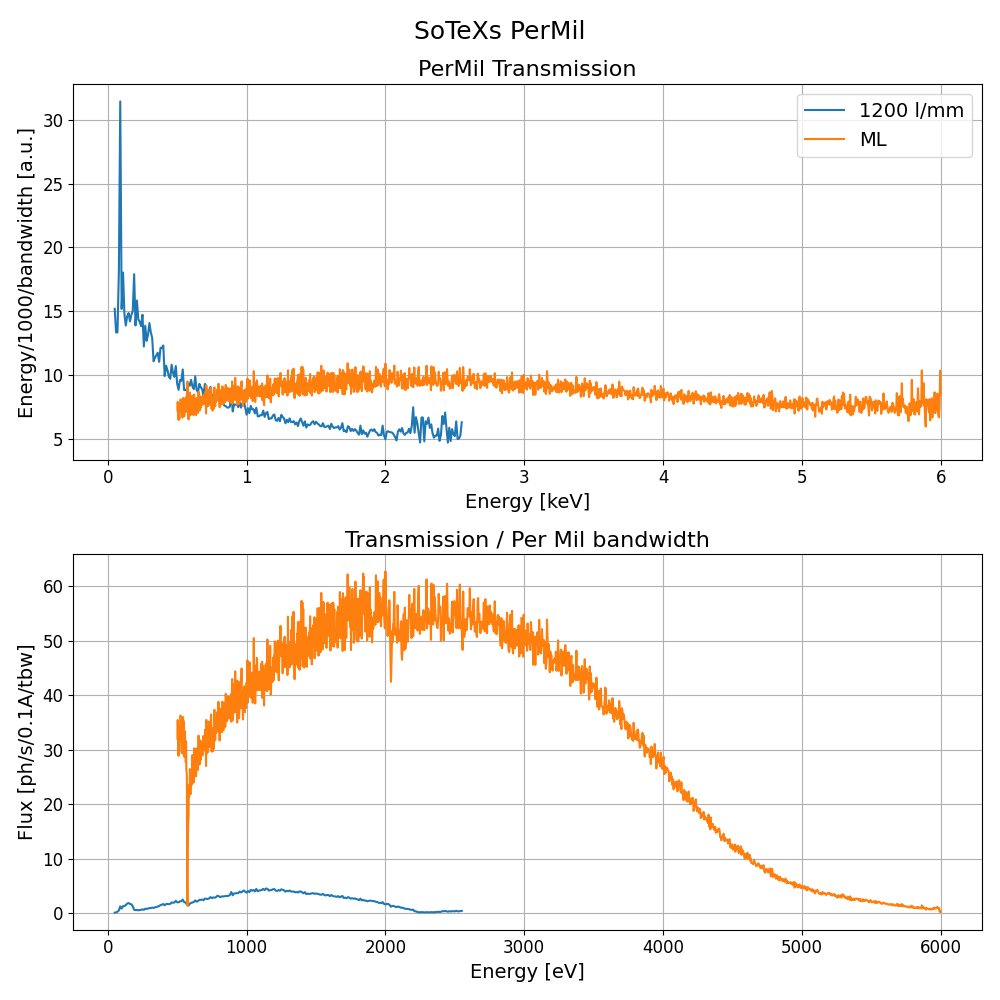 SoTeXs PerMil
PerMil Transmission
Energy/1000/bandwidth [a.u.]
30
25
20
15
10
5
1200 l/mm
ML
0 1 2 3 4 5 6
Energy [keV]
Transmission / Per Mil bandwidth
Flux [ph/s/0.1A/tbw]
60
50
40
30
20
10
0
0 1000 2000 3000 4000 5000 6000
Energy [eV]